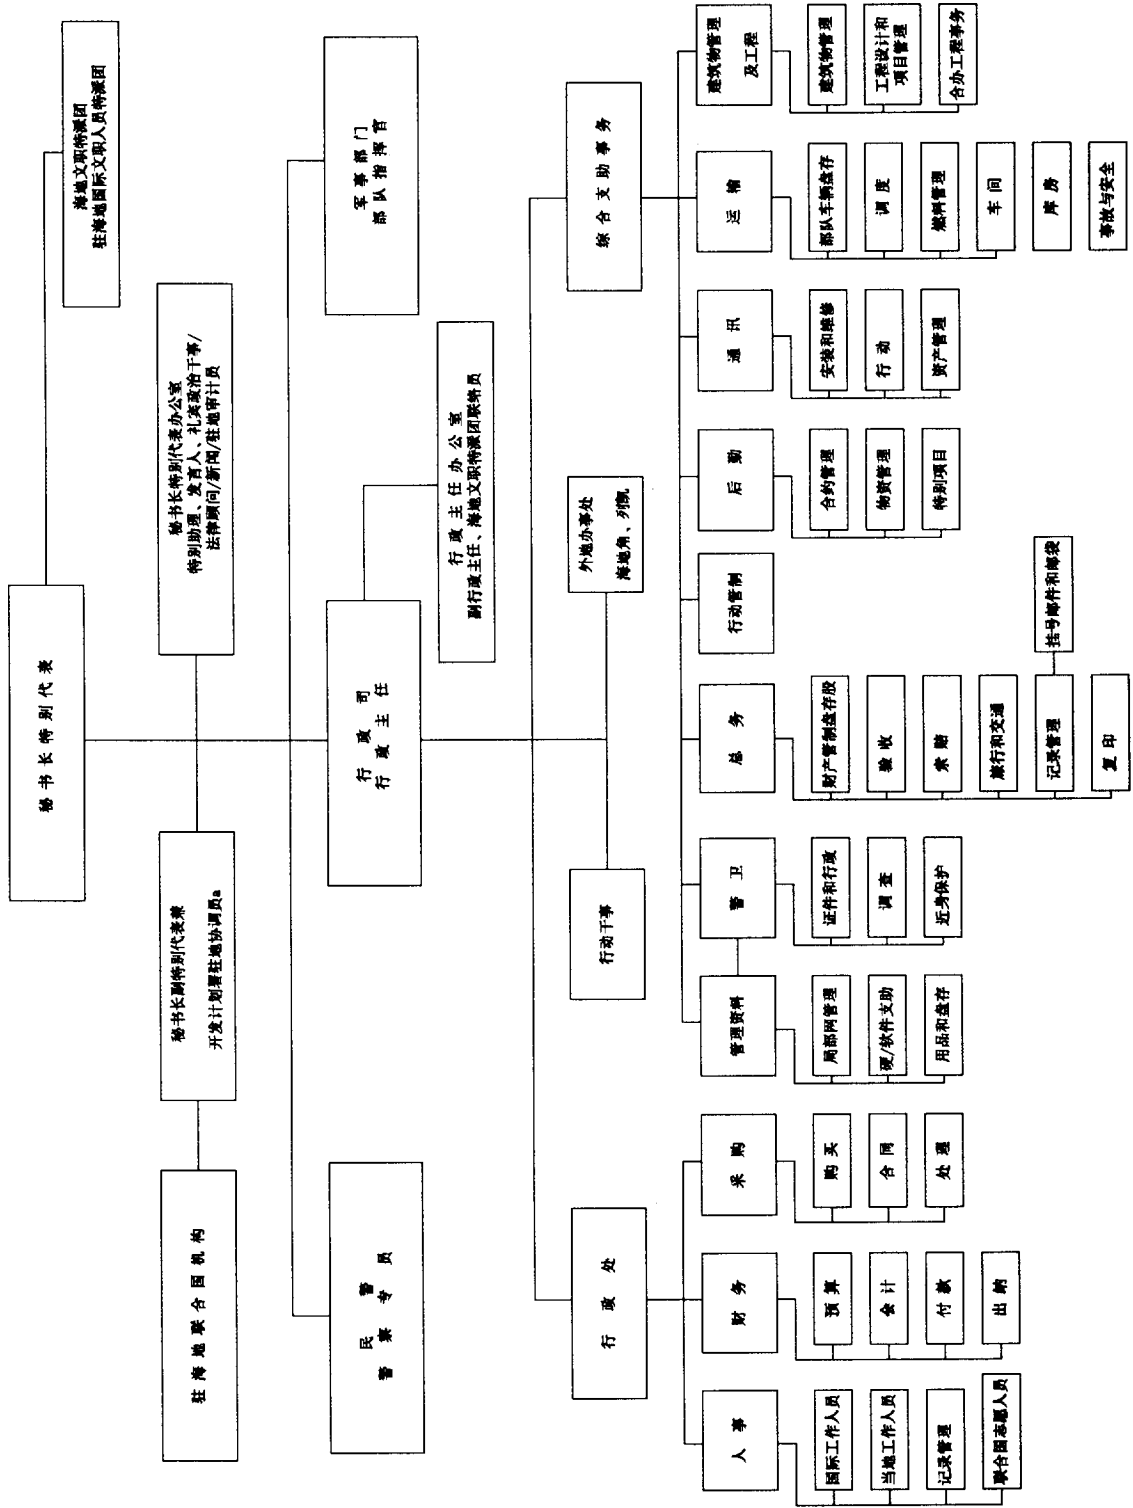 秘书长特别代表
海地文职特派团
驻海地国际文职人员特派团
驻海地联合国机构
秘书长副特别代表兼
开发计划署驻地协调员a
秘书长特别代表办公室
特别助理、发言人、礼宾政治干事/
法律顾问/新闻/驻地审计员
民警
警察专员
行政司
行政主任
军事部门
部队指挥官
行政主任办公室
副行政主任、海地文职特派团联络员
行政处
行动干事
外地办事处
海地角、列凯
综合支助事务
人事
财务
采购
管理资料
警卫
总务
行动管制
后勤
通讯
运输
建筑物管理
及工程
国际工作人员
当地工作人员
记录管理
联合国志愿人员
预算
会计
付款
出纳
购买
合同
处理
局部网管理
硬/软件支助
用品和盘存
证件和行政
调查
近身保护
财产管制盘存股
验收
索赔
旅行和交通
记录管理
挂号邮件和邮袋
复印
合约管理
物资管理
特别项目
安装和维修
行动
资产管理
部队车辆盘存
调度
燃料管理
车间
库房
事故与安全
建筑物管理
工程设计和
项目管理
合办工程事务